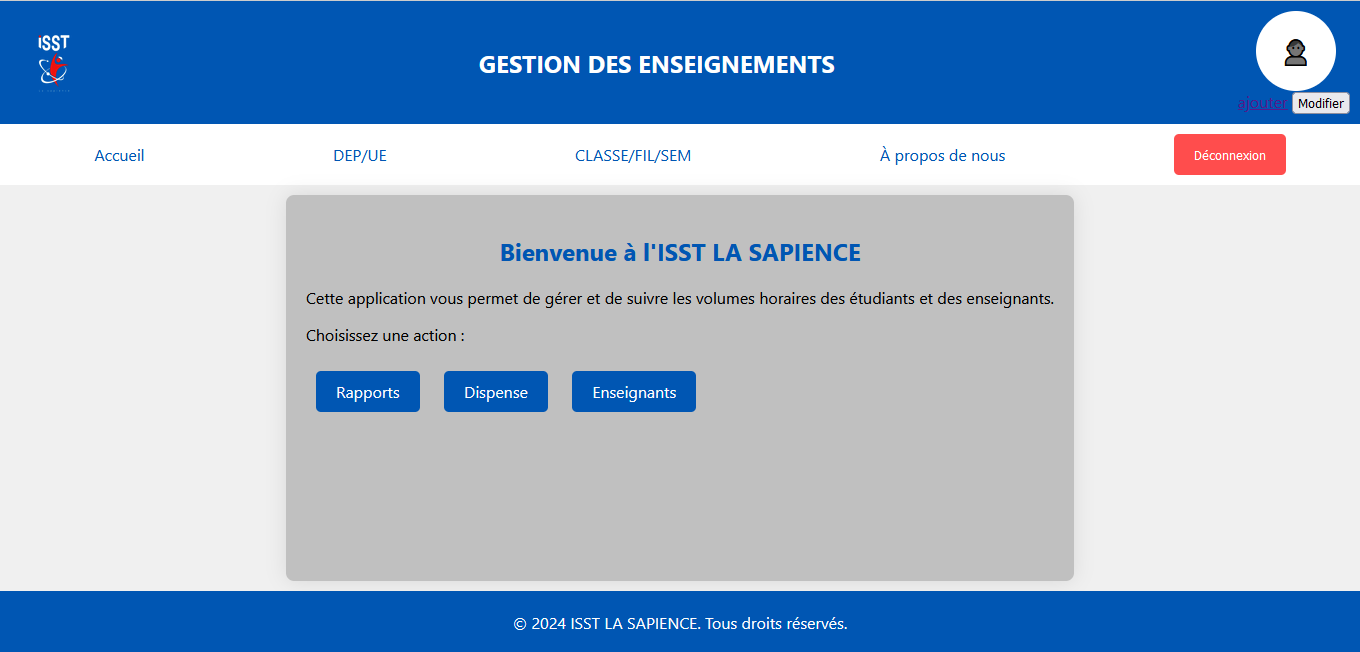 ISST
GESTION DES ENSEIGNEMENTS
ajouter Modifier
Accueil DEP/UE CLASSE/FIL/SEM À propos de nous Déconnexion
Bienvenue à l'ISST LA SAPIENCE
Cette application vous permet de gérer et de suivre les volumes horaires des étudiants et des enseignants.
Choisissez une action :
Rapports Dispense Enseignants
© 2024 ISST LA SAPIENCE. Tous droits réservés.